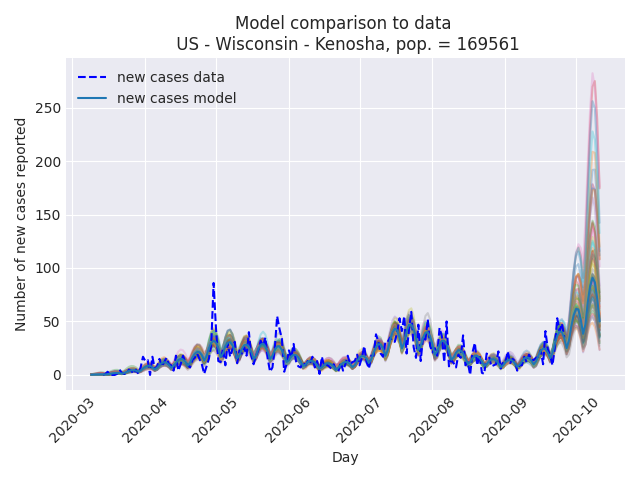 Model comparison to data
US - Wisconsin - Kenosha, pop. = 169561
new cases data
new cases model
Number of new cases reported
250
200
150
100
50
0
2020-03
2020-04
2020-05
2020-06
2020-07
2020-08
2020-09
2020-10
Day